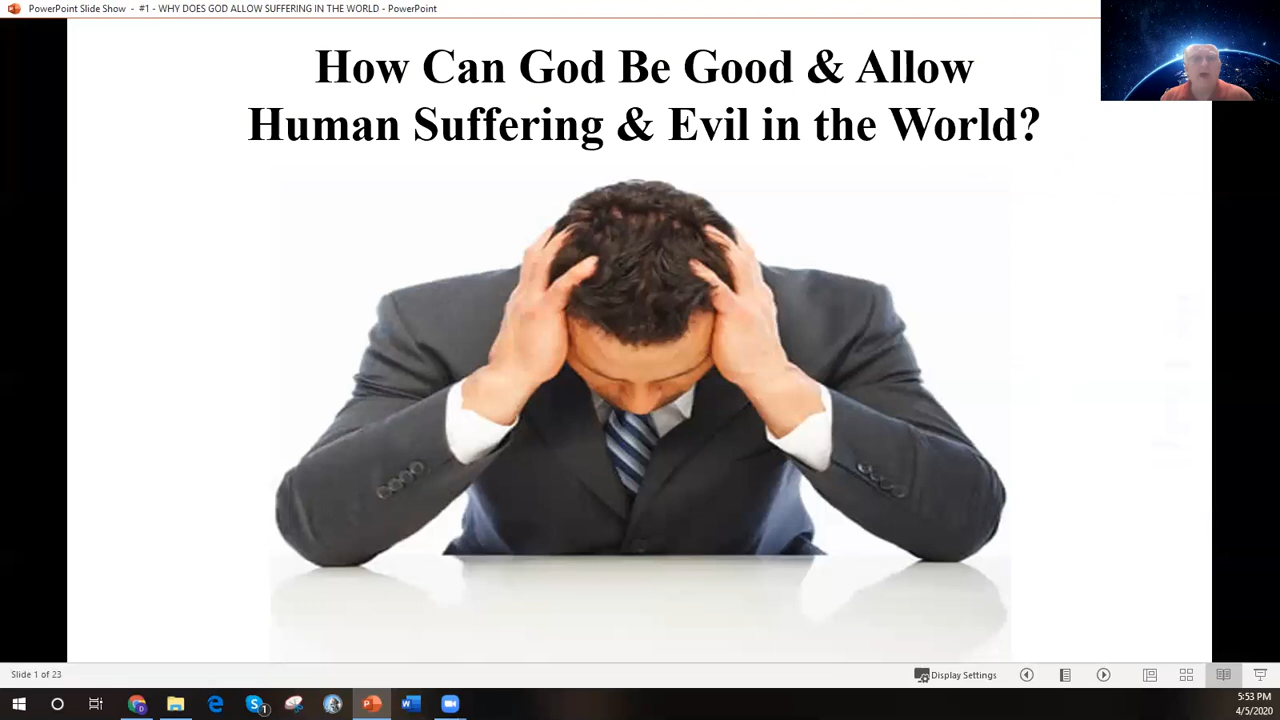 PowerPoint Slide Show - #1 - WHY DOES GOD ALLOW SUFFERING IN THE WORLD - PowerPoint
How Can God Be Good & Allow
Human Suffering & Evil in the World?
Slide 1 of 23
Display Settings
1
5:53 PM
4/5/2020